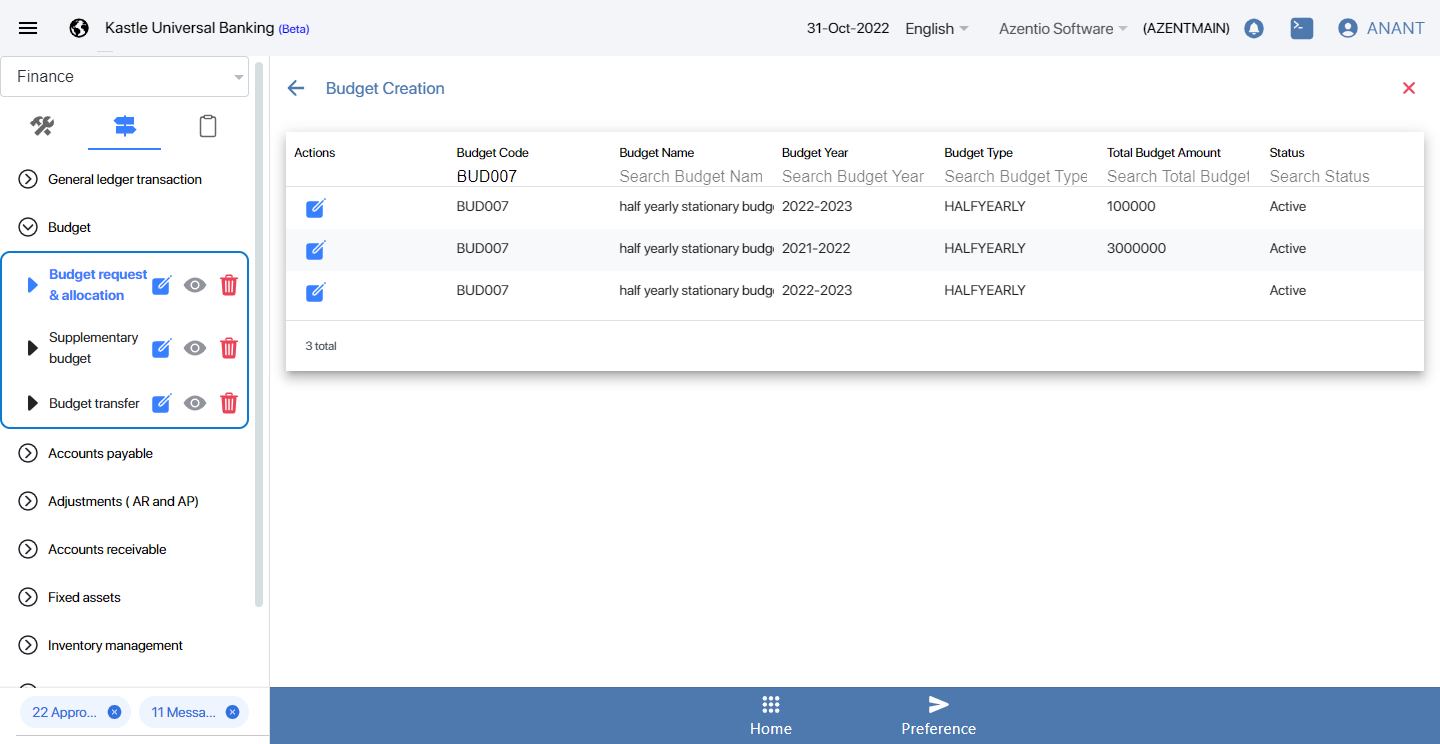 Kastle Universal Banking (Beta)
31-Oct-2022 English Azentio Software (AZENTMAIN) ANANT
Finance
General ledger transaction
Budget
Budget request
& allocation
Supplementary
budget
Budget transfer
Accounts payable
Adjustments ( AR and AP)
Accounts receivable
Fixed assets
Inventory management
22 Appro... 11 Messa...
Budget Creation
Actions Budget Code Budget Name Budget Year Budget Type Total Budget Amount Status
BUD007 Search Budget Nam Search Budget Year Search Budget Type Search Total Budget Search Status
BUD007 half yearly stationary budg 2022-2023 HALFYEARLY 100000 Active
BUD007 half yearly stationary budg 2021-2022 HALFYEARLY 3000000 Active
BUD007 half yearly stationary budg 2022-2023 HALFYEARLY Active
3 total
Home Preference